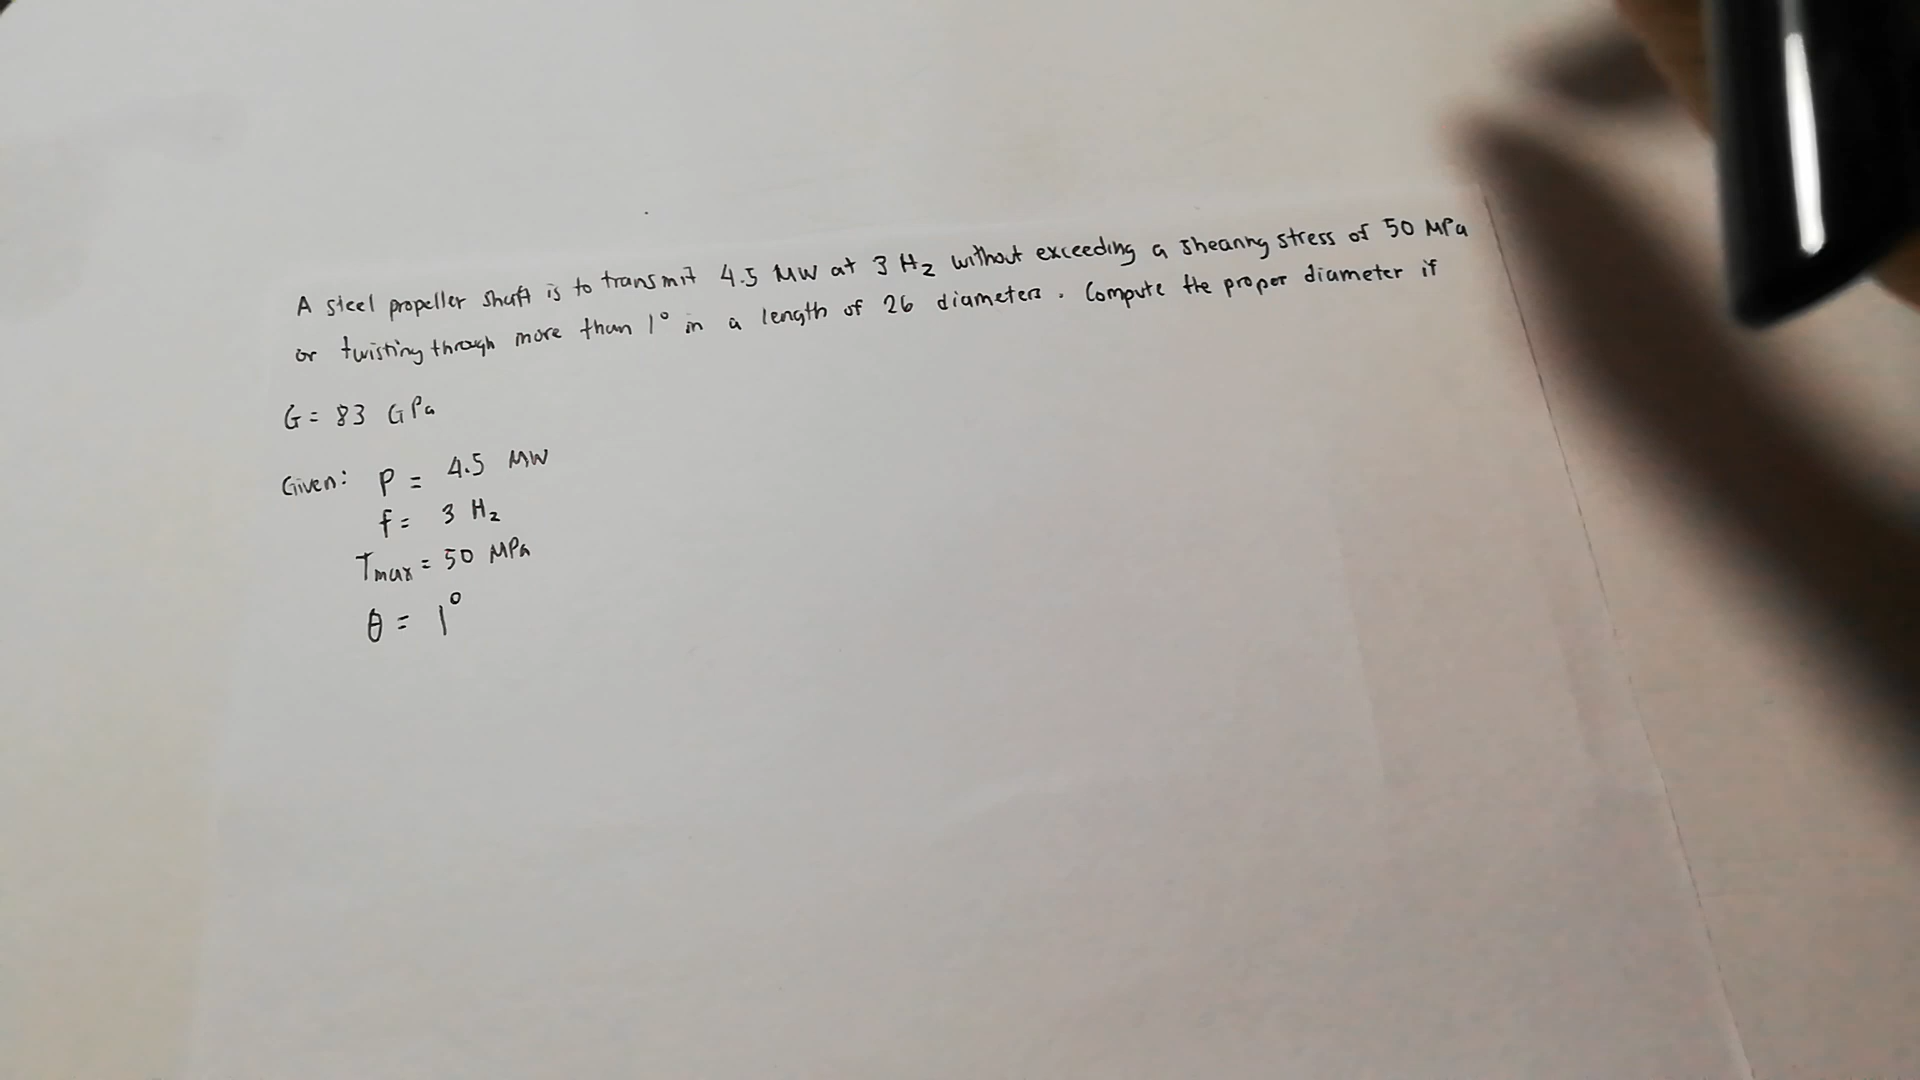 A steel propeller shaft is to transmit 4.5 MW at 3 Hz without exceeding a shearing stress of 50 MPa
or twisting through more than 1° in a length of 26 diameters. Compute the proper diameter if
G = 83 GPa
Given: P = 4.5 MW
f = 3 Hz
Tmax = 50 MPa
θ = 1°